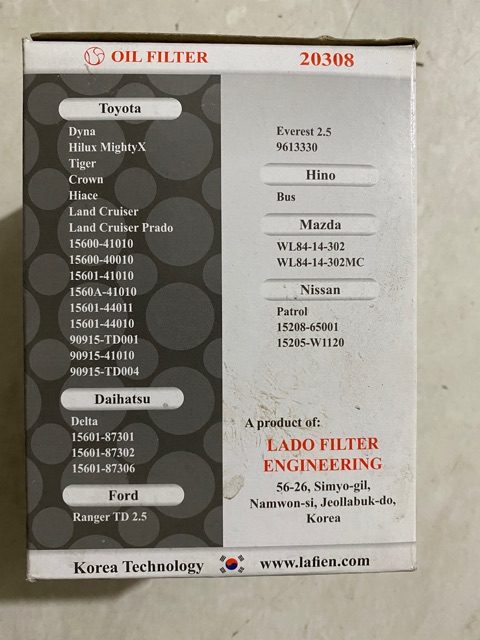 OIL FILTER 20308
Toyota
Dyna
Hilux MightyX
Tiger
Crown
Hiace
Land Cruiser
Land Cruiser Prado
15600-41010
15600-40010
15601-41010
1560A-41010
15601-44011
15601-44010
90915-TD001
90915-41010
90915-TD004
Daihatsu
Delta
15601-87301
15601-87302
15601-87306
Ford
Ranger TD 2.5
Everest 2.5
9613330
Hino
Bus
Mazda
WL84-14-302
WL84-14-302MC
Nissan
Patrol
15208-65001
15205-W1120
A product of:
LADO FILTER
ENGINEERING
56-26, Simyo-gil,
Namwon-si, Jeollabuk-do,
Korea
Korea Technology www.lafien.com